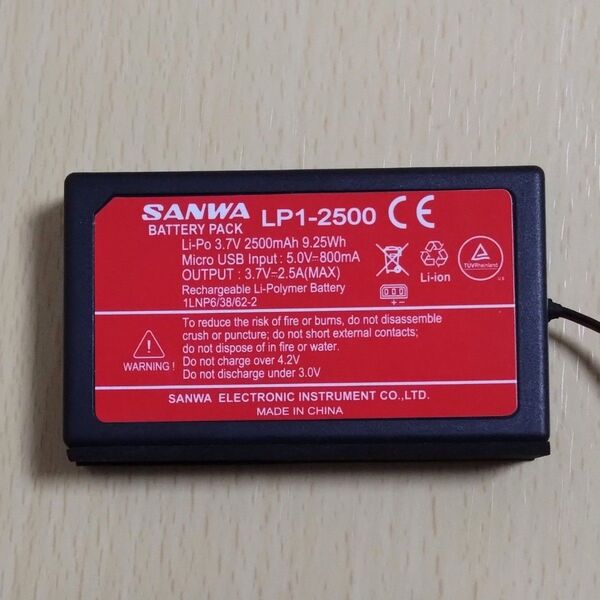 SANWA LP1-2500 CE
BATTERY PACK
Li-Po 3.7V 2500mAh 9.25Wh
Micro USB Input : 5.0V⎓800mA
OUTPUT : 3.7V⎓2.5A(MAX)
Rechargeable Li-Polymer Battery
1LNP6/38/62-2
Li-ion
TÜVRheinland
+ -
To reduce the risk of fire or burns, do not disassemble
crush or puncture; do not short external contacts;
do not dispose of in fire or water.
Do not charge over 4.2V
Do not discharge under 3.0V
WARNING !
SANWA ELECTRONIC INSTRUMENT CO.,LTD.
MADE IN CHINA